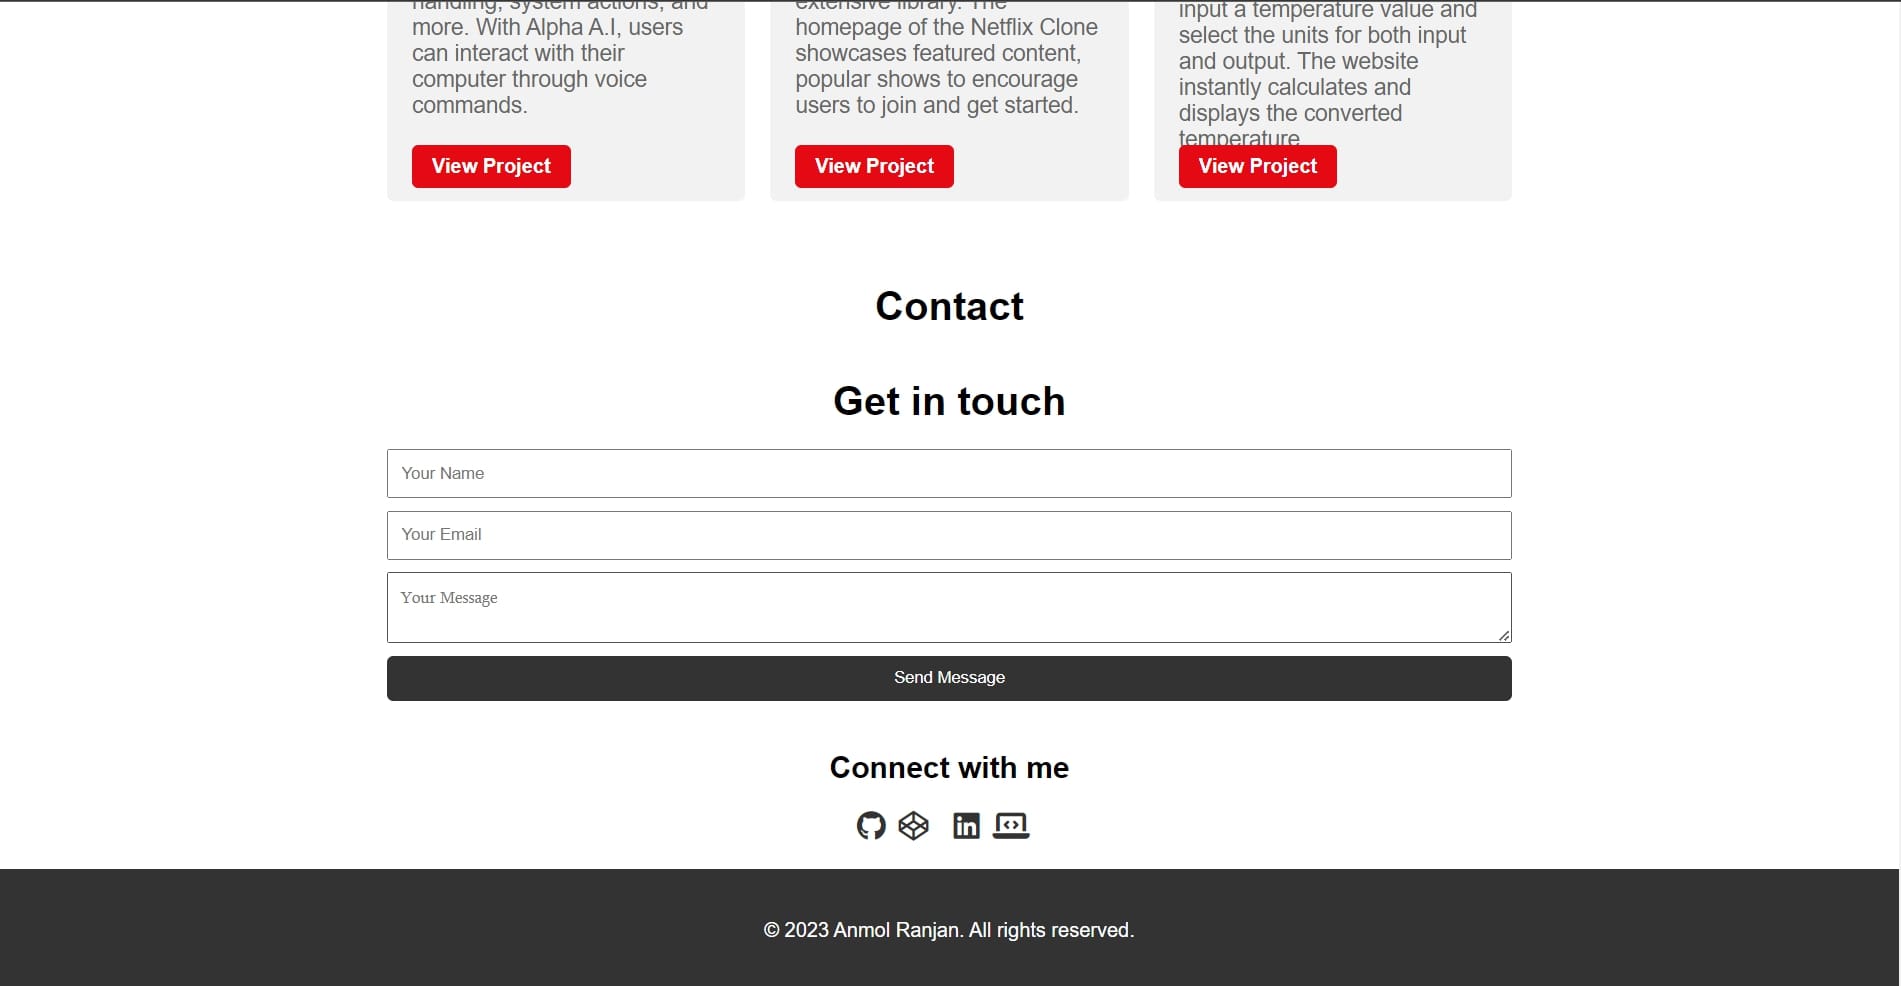 handling, system actions, and
more. With Alpha A.I, users
can interact with their
computer through voice
commands.
View Project
extensive library. The
homepage of the Netflix Clone
showcases featured content,
popular shows to encourage
users to join and get started.
View Project
input a temperature value and
select the units for both input
and output. The website
instantly calculates and
displays the converted
temperature
View Project
Contact
Get in touch
Your Name
Your Email
Your Message
Send Message
Connect with me
in
© 2023 Anmol Ranjan. All rights reserved.